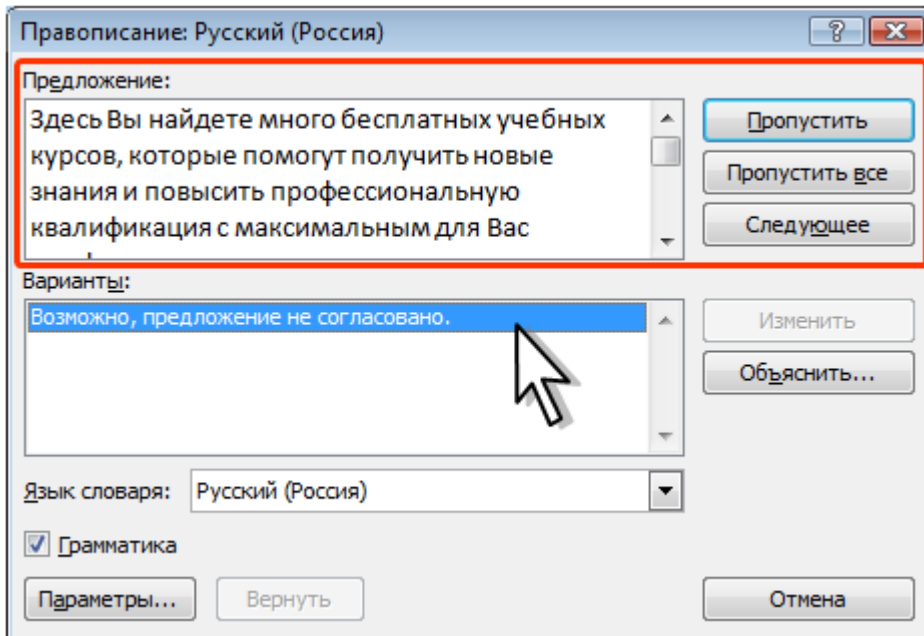 Правописание: Русский (Россия)
Предложение:
Здесь Вы найдете много бесплатных учебных
курсов, которые помогут получить новые
знания и повысить профессиональную
квалификация с максимальным для Вас
Пропустить
Пропустить все
Следующее
Варианты:
Возможно, предложение не согласовано.
Изменить
Объяснить...
Язык словаря: Русский (Россия)
Грамматика
Параметры...
Вернуть
Отмена